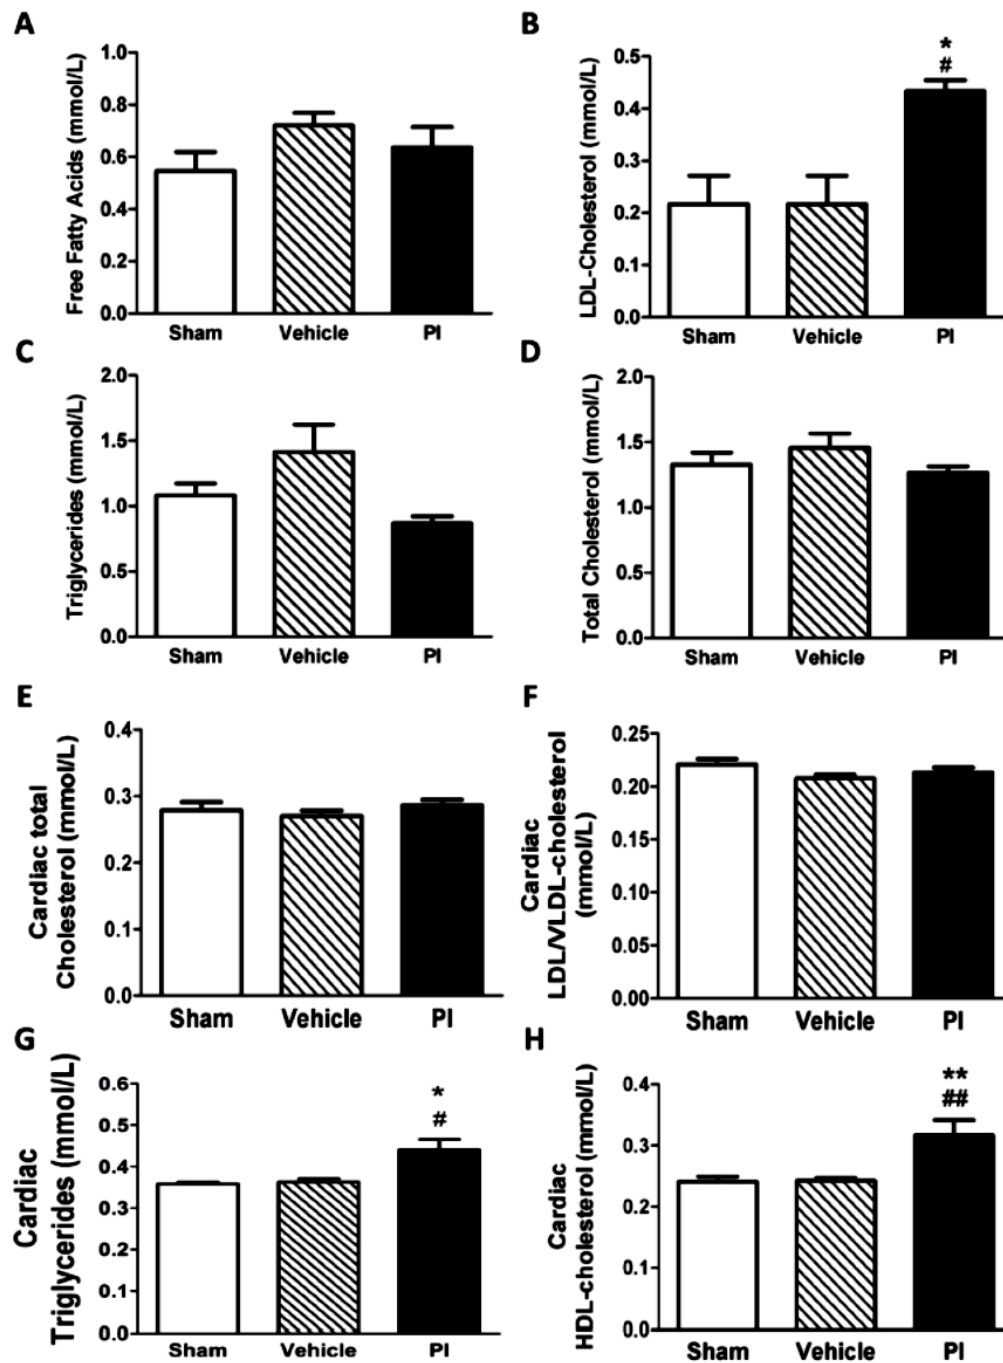 A
Free Fatty Acids (mmol/L)
1.0
0.8
0.6
0.4
0.2
0.0
Sham Vehicle PI
B
LDL-Cholesterol (mmol/L)
0.5
0.4
0.3
0.2
0.1
0.0
*
#
Sham Vehicle PI
C
Triglycerides (mmol/L)
2.0
1.5
1.0
0.5
0.0
Sham Vehicle PI
D
Total Cholesterol (mmol/L)
2.0
1.5
1.0
0.5
0.0
Sham Vehicle PI
E
Cardiac total
Cholesterol (mmol/L)
0.4
0.3
0.2
0.1
0.0
Sham Vehicle PI
F
Cardiac
LDL/VLDL-cholesterol
(mmol/L)
0.25
0.20
0.15
0.10
0.05
0.00
Sham Vehicle PI
G
Cardiac
Triglycerides (mmol/L)
0.6
0.5
0.4
0.3
0.2
0.1
0.0
*
#
Sham Vehicle PI
H
Cardiac
HDL-cholesterol (mmol/L)
0.4
0.3
0.2
0.1
0.0
**
##
Sham Vehicle PI